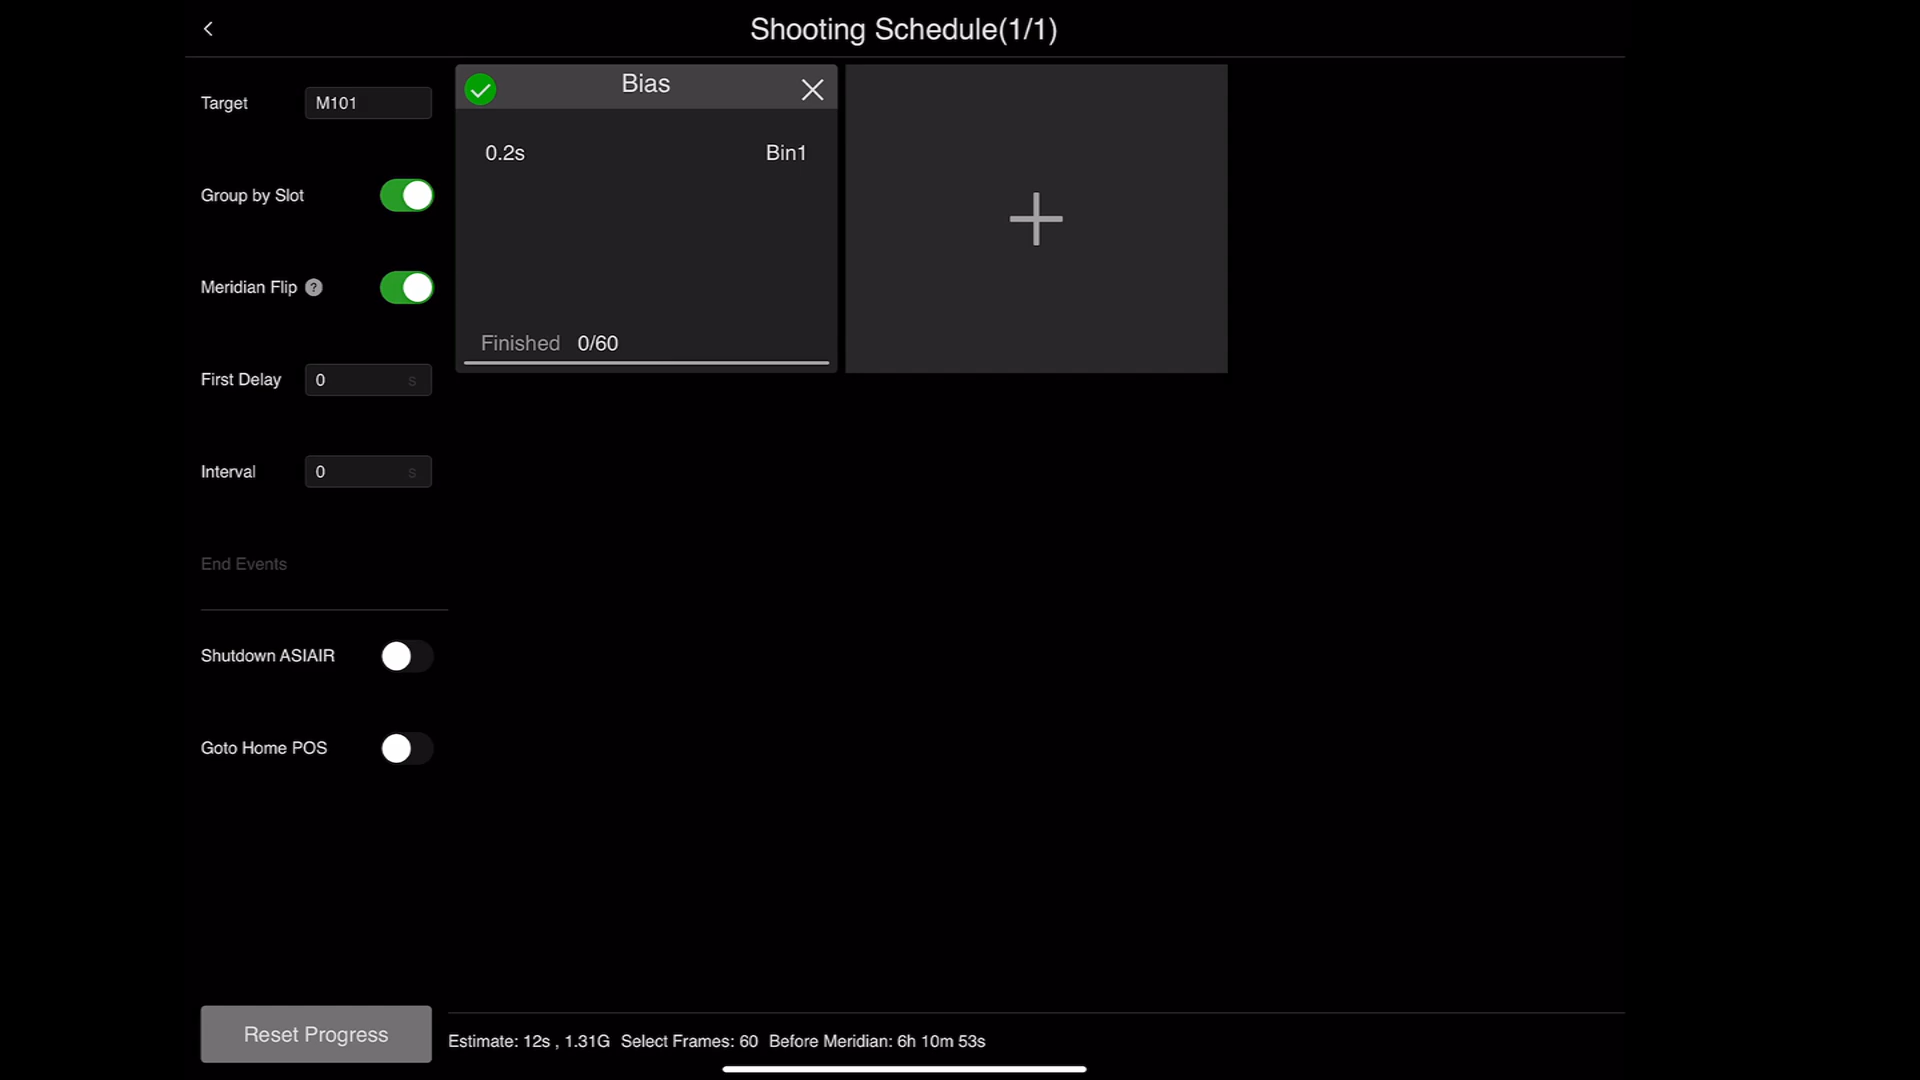 Shooting Schedule(1/1)
Target M101
Group by Slot
Meridian Flip ?
First Delay 0 s
Interval 0 s
End Events
Shutdown ASIAIR
Goto Home POS
Reset Progress
Bias
0.2s Bin1
Finished 0/60
Estimate: 12s , 1.31G Select Frames: 60 Before Meridian: 6h 10m 53s